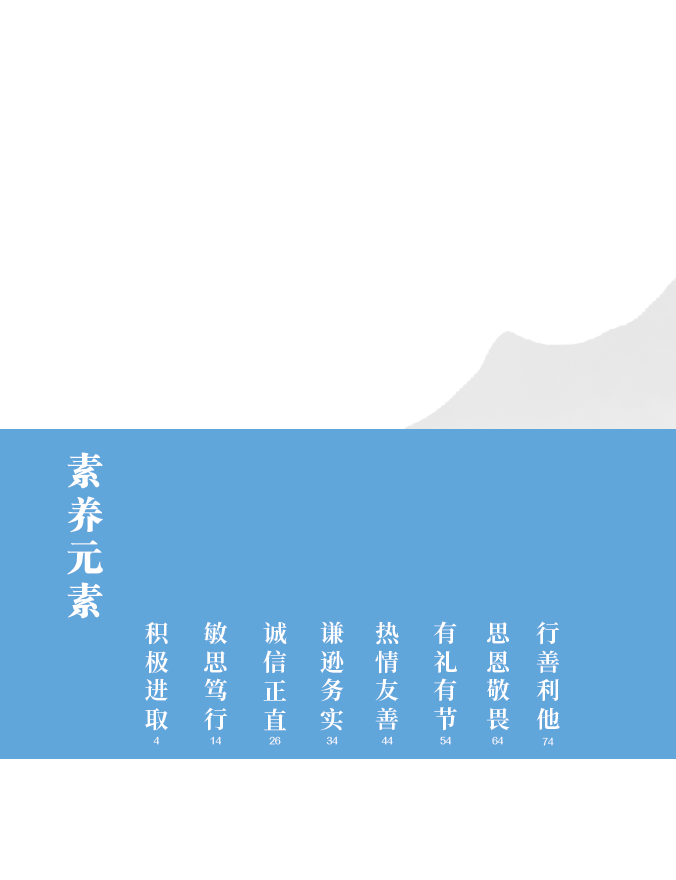 素养元素
积极进取
4
敏思笃行
14
诚信正直
26
谦逊务实
34
热情友善
44
有礼有节
54
思恩敬畏
64
行善利他
74